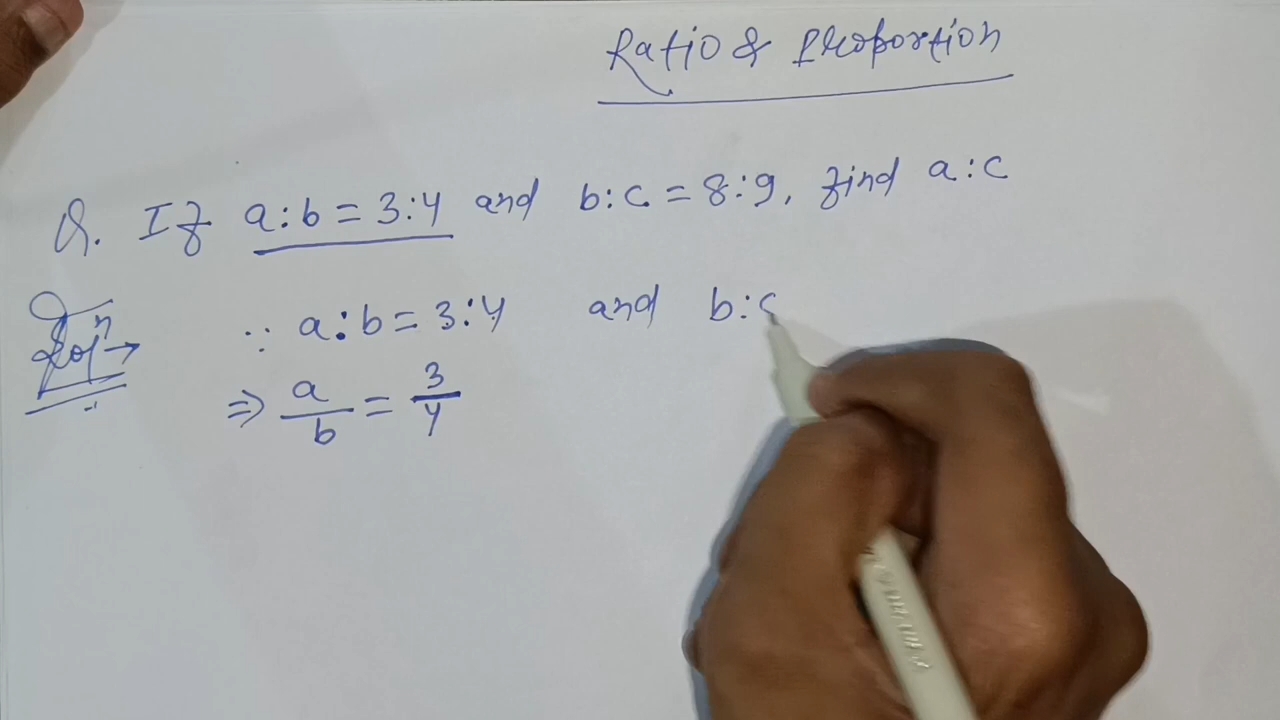 Ratio & Proportion
Q. If a:b = 3:4 and b:c = 8:9, find a:c
Solⁿ→ ∵ a:b = 3:4 and b:c
⇒ a/b = 3/4